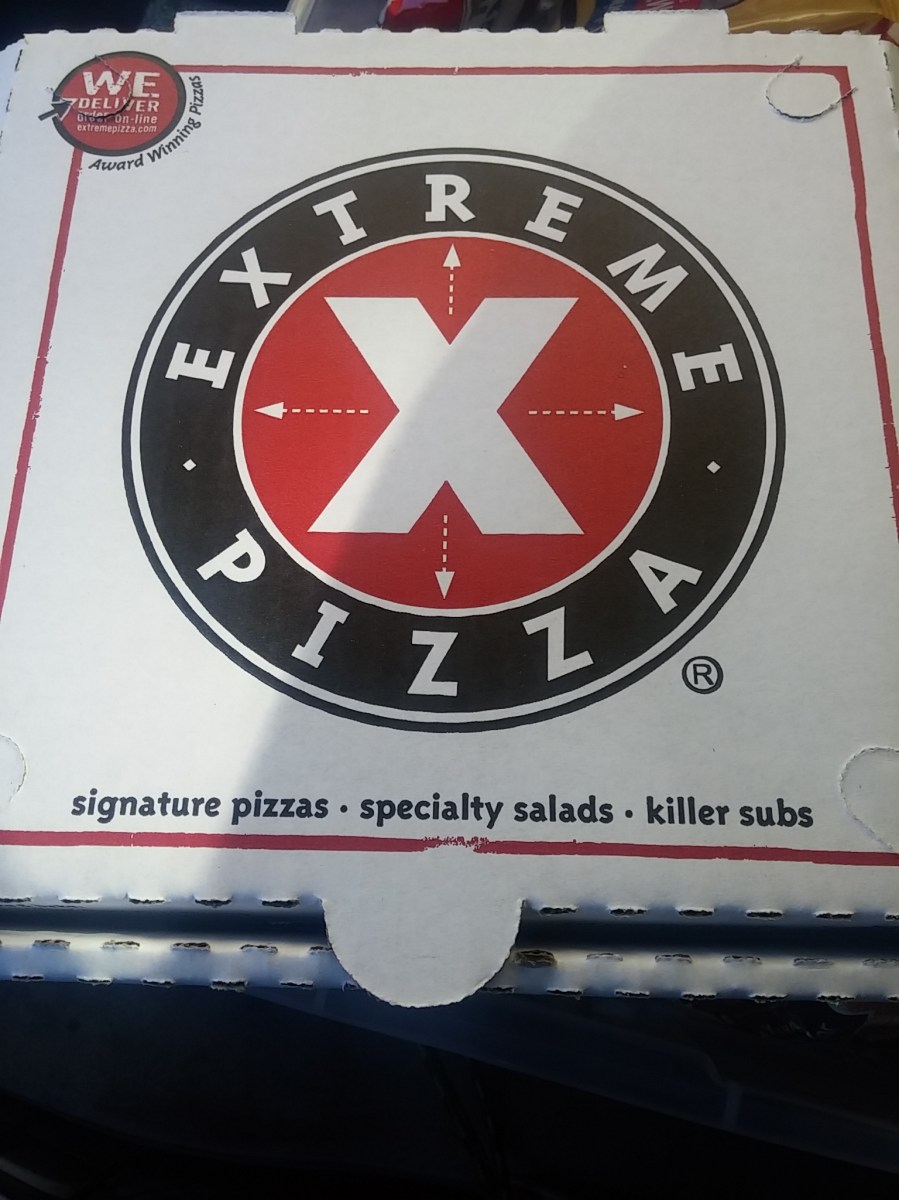 WE
DELIVER
order on-line
extremepizza.com
Award Winning Pizzas
EXTREME
X
PIZZA
®
signature pizzas · specialty salads · killer subs